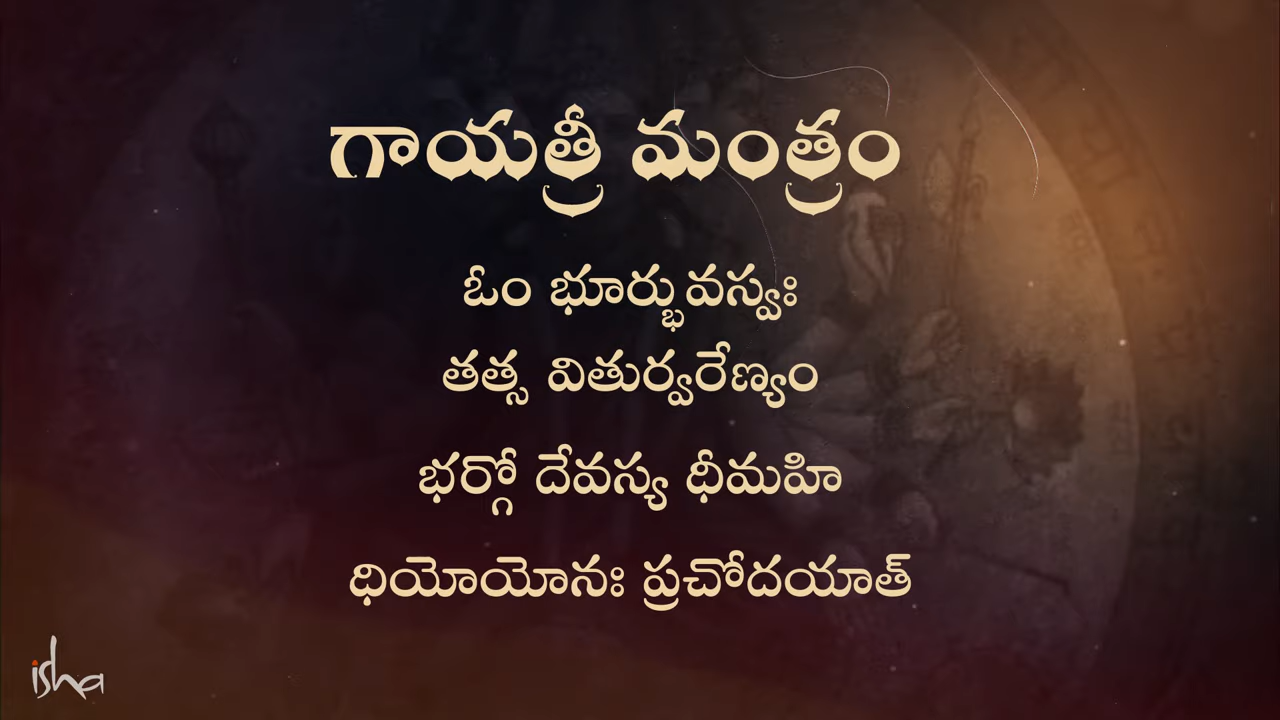 గాయత్రీ మంత్రం
ఓం భూర్భువస్వః
తత్స వితుర్వరేణ్యం
భర్గో దేవస్య ధీమహి
ధియోయోనః ప్రచోదయాత్
isha